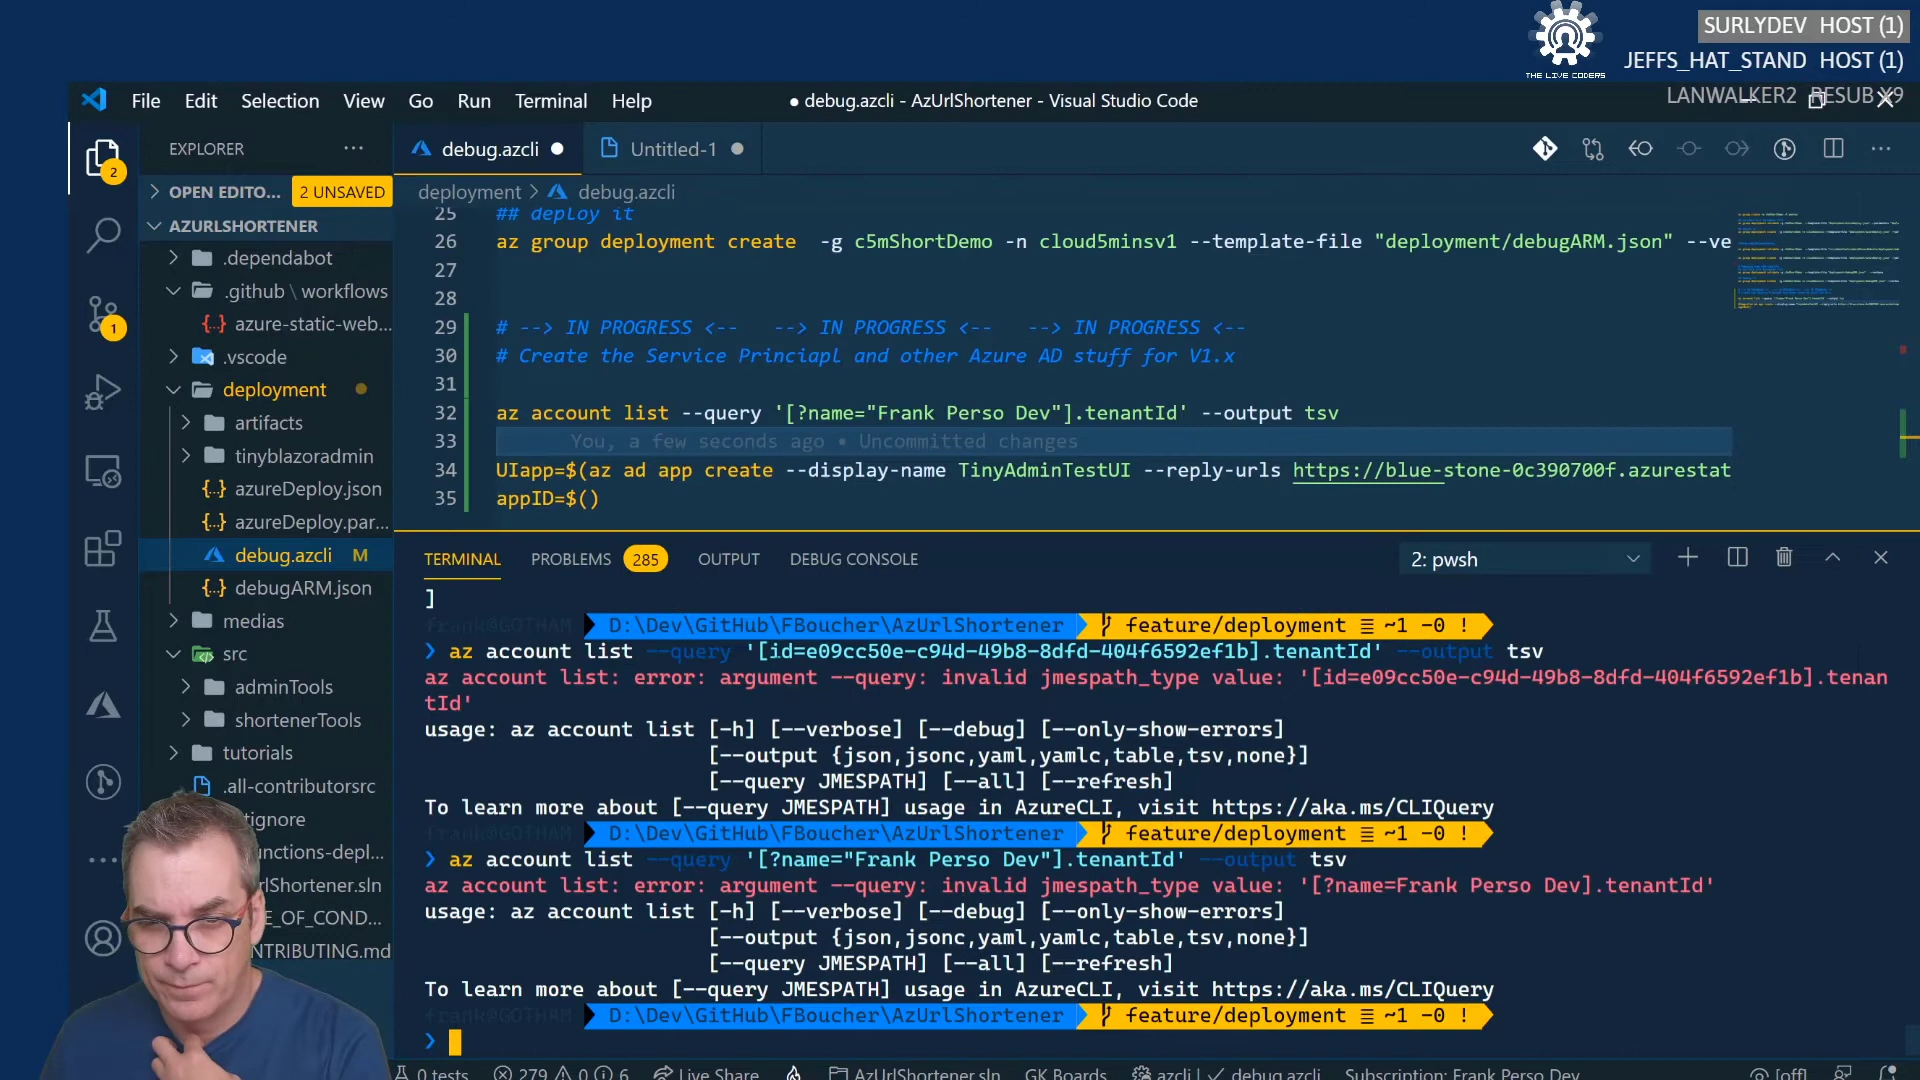 SURLYDEV HOST (1)
JEFFS_HAT_STAND HOST (1)
LANWALKER2 RESUB X9
THE LIVE CODERS
File Edit Selection View Go Run Terminal Help
● debug.azcli - AzUrlShortener - Visual Studio Code
EXPLORER
debug.azcli
Untitled-1
2
OPEN EDITO...
2 UNSAVED
deployment > debug.azcli
AZURLSHORTENER
.dependabot
.github \ workflows
azure-static-web...
.vscode
deployment
artifacts
tinyblazoradmin
azureDeploy.json
azureDeploy.par...
debug.azcli M
debugARM.json
medias
src
adminTools
shortenerTools
tutorials
.all-contributorsrc
1
25 ## deploy it
26 az group deployment create -g c5mShortDemo -n cloud5minsv1 --template-file "deployment/debugARM.json" --ve
27
28
29 # --> IN PROGRESS <-- --> IN PROGRESS <-- --> IN PROGRESS <--
30 # Create the Service Princiapl and other Azure AD stuff for V1.x
31
32 az account list --query '[?name="Frank Perso Dev"].tenantId' --output tsv
33 You, a few seconds ago • Uncommitted changes
34 UIapp=$(az ad app create --display-name TinyAdminTestUI --reply-urls https://blue-stone-0c390700f.azurestat
35 appID=$()
TERMINAL PROBLEMS 285 OUTPUT DEBUG CONSOLE
2: pwsh
]
frank@GOTHAM D:\Dev\GitHub\FBoucher\AzUrlShortener feature/deployment ≣ ~1 -0 !
❯ az account list --query '[id=e09cc50e-c94d-49b8-8dfd-404f6592ef1b].tenantId' --output tsv
az account list: error: argument --query: invalid jmespath_type value: '[id=e09cc50e-c94d-49b8-8dfd-404f6592ef1b].tenan
tId'
usage: az account list [-h] [--verbose] [--debug] [--only-show-errors]
[--output {json,jsonc,yaml,yamlc,table,tsv,none}]
[--query JMESPATH] [--all] [--refresh]
To learn more about [--query JMESPATH] usage in AzureCLI, visit https://aka.ms/CLIQuery
frank@GOTHAM D:\Dev\GitHub\FBoucher\AzUrlShortener feature/deployment ≣ ~1 -0 !
❯ az account list --query '[?name="Frank Perso Dev"].tenantId' --output tsv
az account list: error: argument --query: invalid jmespath_type value: '[?name=Frank Perso Dev].tenantId'
usage: az account list [-h] [--verbose] [--debug] [--only-show-errors]
[--output {json,jsonc,yaml,yamlc,table,tsv,none}]
[--query JMESPATH] [--all] [--refresh]
To learn more about [--query JMESPATH] usage in AzureCLI, visit https://aka.ms/CLIQuery
frank@GOTHAM D:\Dev\GitHub\FBoucher\AzUrlShortener feature/deployment ≣ ~1 -0 !
❯
tignore
unctions-depl...
rlShortener.sln
E_OF_COND...
NTRIBUTING.md
0 tests 279 0 6 Live Share AzUrlShortener.sln GK Boards azcli debug.azcli Subscription: Frank Perso Dev [off]